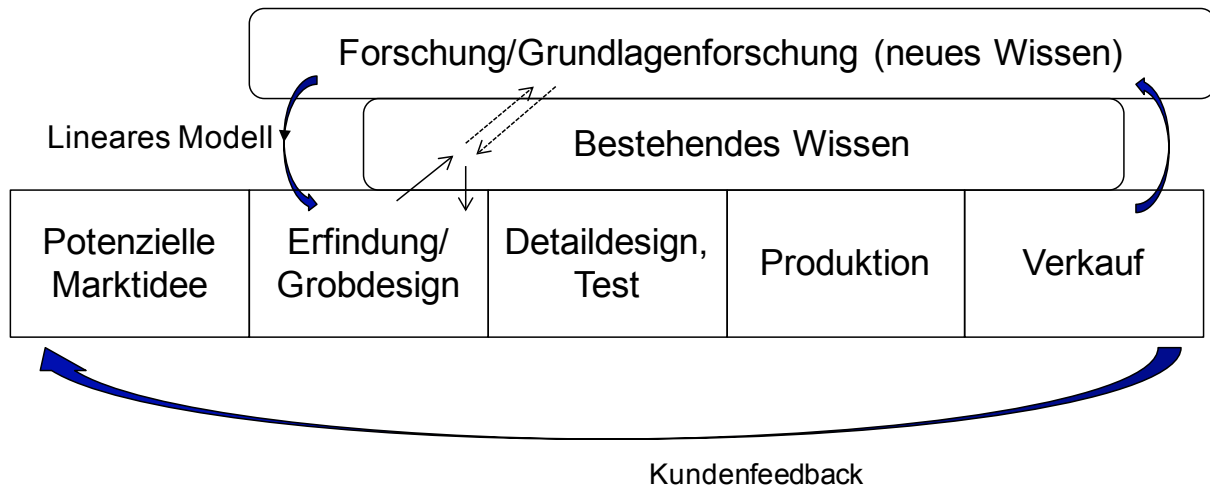 Forschung/Grundlagenforschung (neues Wissen)
Lineares Modell
Bestehendes Wissen
Potenzielle
Marktidee
Erfindung/
Grobdesign
Detaildesign,
Test
Produktion
Verkauf
Kundenfeedback